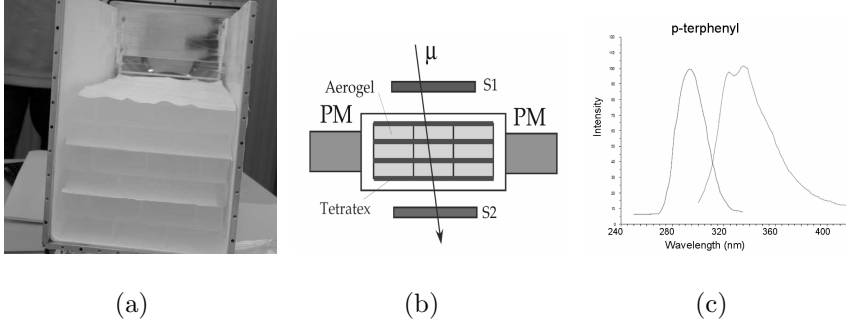 μ
Aerogel
S1
PM
PM
Tetratex
S2
(a)
(b)
p-terphenyl
Intensity
240
280
320
360
400
Wavelength (nm)
(c)